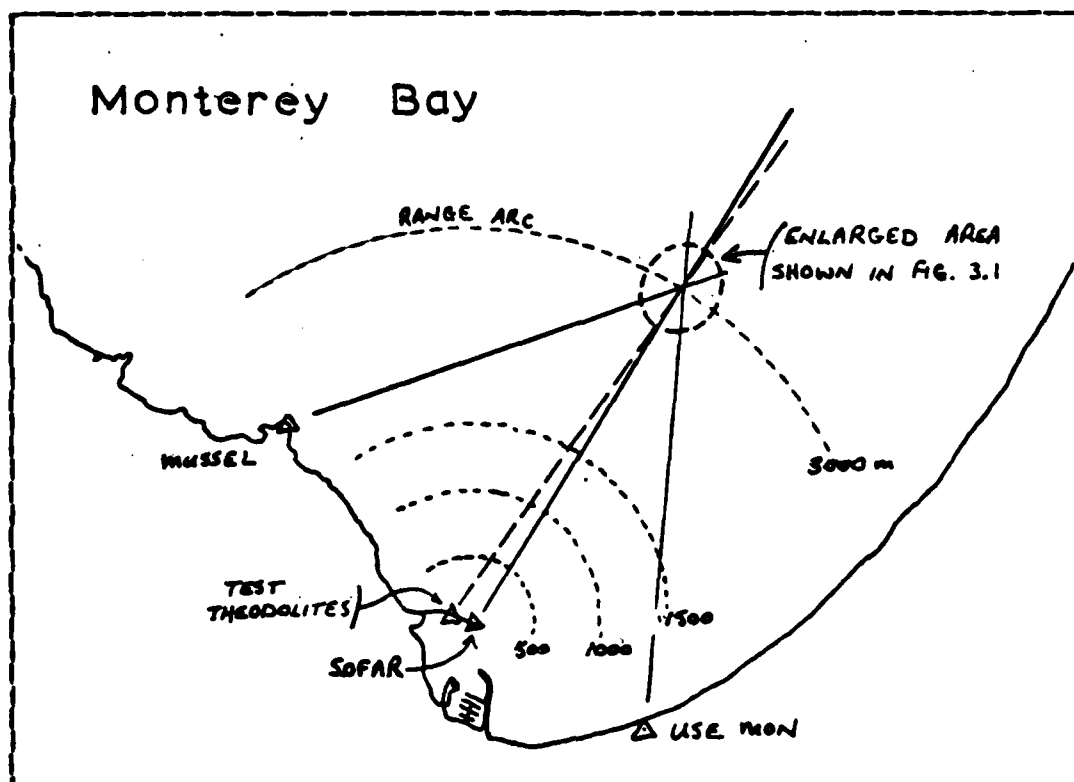 Monterey Bay
RANGE ARC
ENLARGED AREA
SHOWN IN FIG. 3.1
MUSSEL
3000 m
TEST
THEODOLITES
1500
500
1000
SOFAR
USE MON